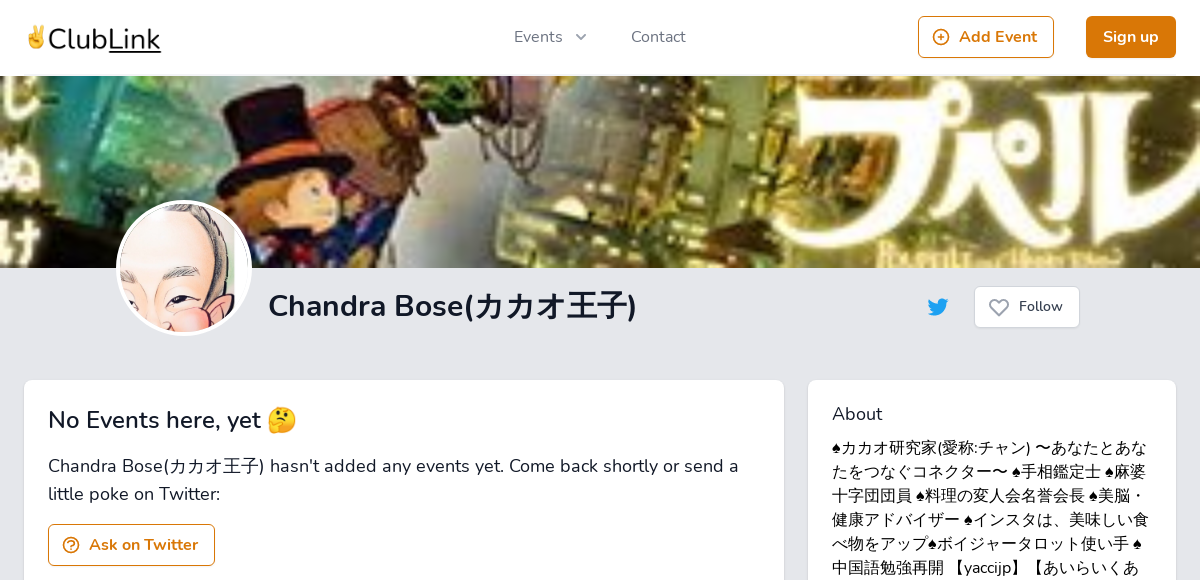 ✌ClubLink
Events
Contact
Add Event
Sign up
じ
ぬ
け
プペル
Chandra Bose(カカオ王子)
Follow
No Events here, yet 🤔
Chandra Bose(カカオ王子) hasn't added any events yet. Come back shortly or send a
little poke on Twitter:
Ask on Twitter
About
♠カカオ研究家(愛称:チャン) 〜あなたとあな
たをつなぐコネクター〜 ♠手相鑑定士 ♠麻婆
十字団団員 ♠料理の変人会名誉会長 ♠美脳・
健康アドバイザー ♠インスタは、美味しい食
べ物をアップ♠ボイジャータロット使い手 ♠
中国語勉強再開 【yaccijp】【あいらいくあ